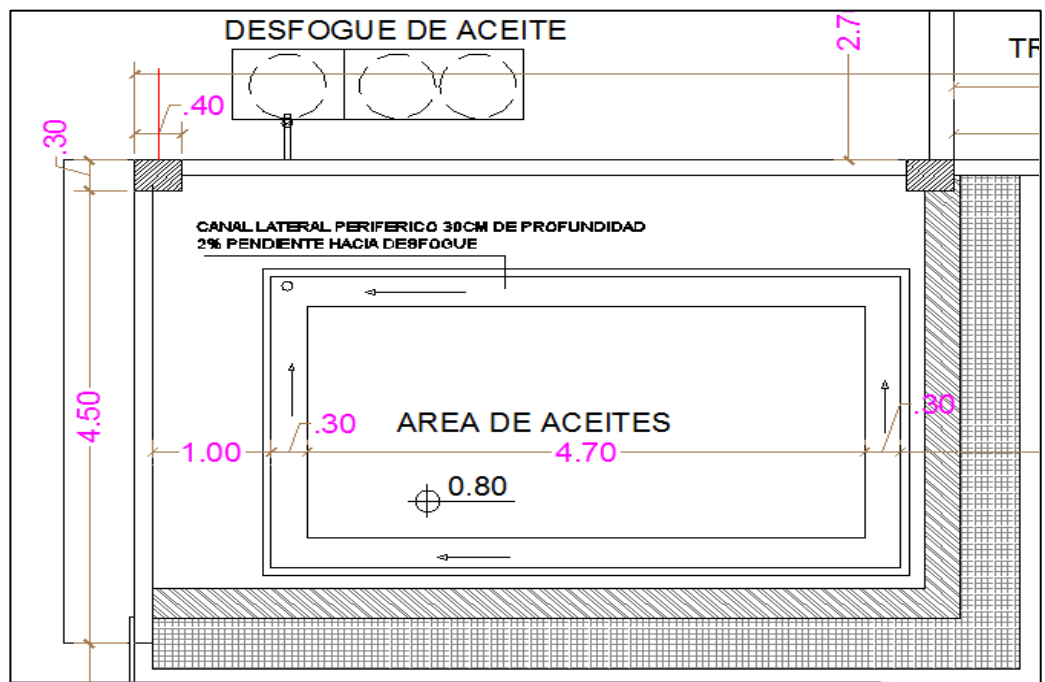 DESFOGUE DE ACEITE
2.7
TR
.40
.30
CANAL LATERAL PERIFERICO 30CM DE PROFUNDIDAD
2% PENDIENTE HACIA DESFOGUE
4.50
1.00
.30
AREA DE ACEITES
4.70
.30
0.80